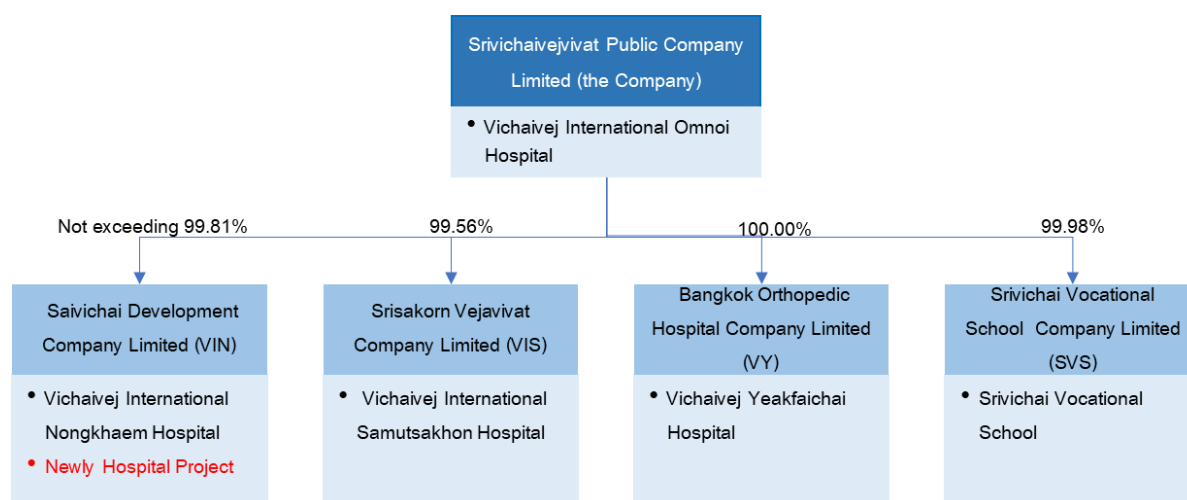 Srivichaivejvivat Public Company
Limited (the Company)
• Vichaivej International Omnoi
Hospital
Not exceeding 99.81%
99.56%
100.00%
99.98%
Saivichai Development
Company Limited (VIN)
• Vichaivej International
Nongkhaem Hospital
• Newly Hospital Project
Srisakorn Vejavivat
Company Limited (VIS)
• Vichaivej International
Samutsakhon Hospital
Bangkok Orthopedic
Hospital Company Limited
(VY)
• Vichaivej Yeakfaichai
Hospital
Srivichai Vocational
School Company Limited
(SVS)
• Srivichai Vocational
School